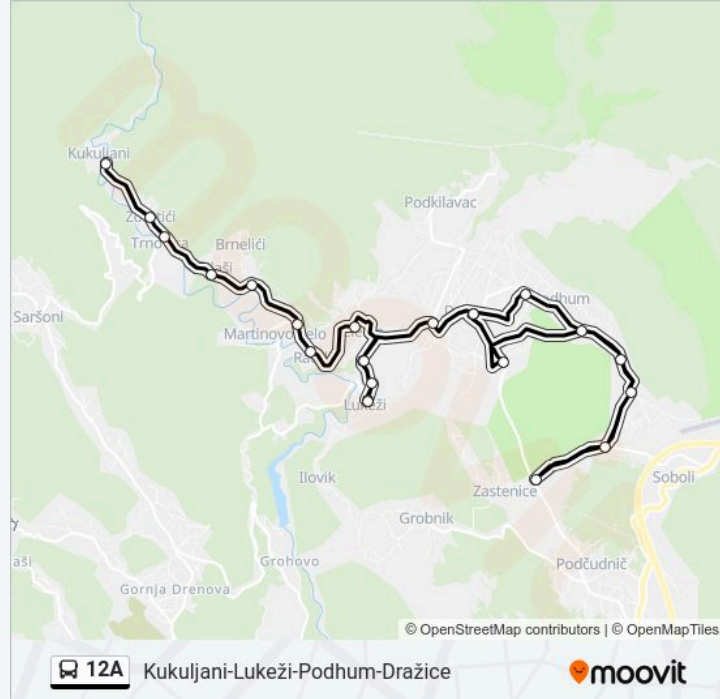 Kukuljani
Podkilavac
Brnelići
Saršoni
Martinovo Selo
Lukeži
Ilovik
Zastenice
Soboli
Grobnik
Grohovo
Podčudnič
Gornja Drenova
© OpenStreetMap contributors | © OpenMapTiles
12A
Kukuljani-Lukeži-Podhum-Dražice
moovit